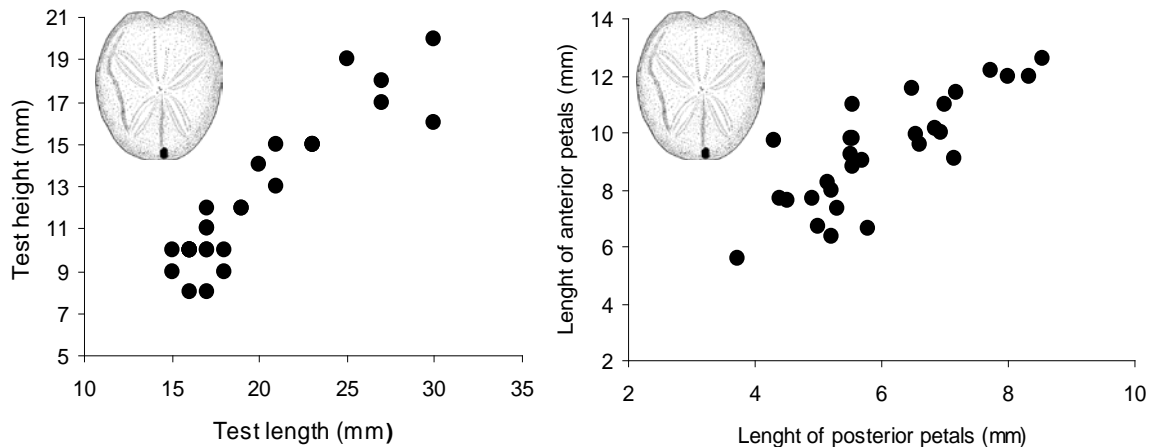 21
19
17
15
13
11
9
7
5
10 15 20 25 30 35
Test height (mm)
Test length (mm)
14
12
10
8
6
4
2
2 4 6 8 10
Lenght of anterior petals (mm)
Lenght of posterior petals (mm)